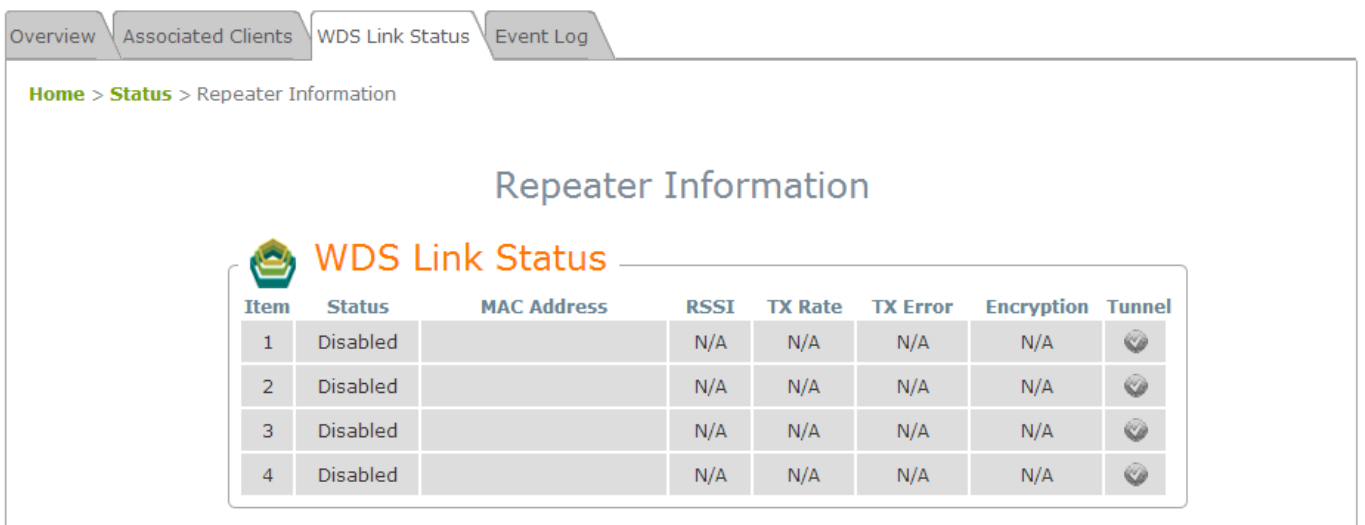 Overview Associated Clients WDS Link Status Event Log
Home > Status > Repeater Information
Repeater Information
WDS Link Status
Item Status MAC Address RSSI TX Rate TX Error Encryption Tunnel
1 Disabled N/A N/A N/A N/A
2 Disabled N/A N/A N/A N/A
3 Disabled N/A N/A N/A N/A
4 Disabled N/A N/A N/A N/A